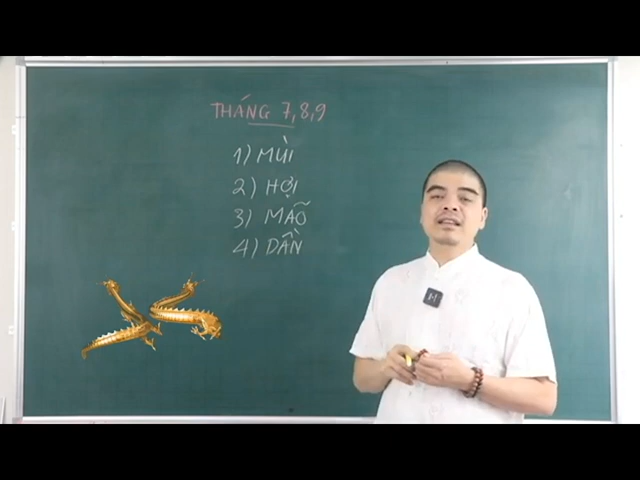 THÁNG 7,8,9
1) MÙI
2) HỢI
3) MÃO
4) DẦN